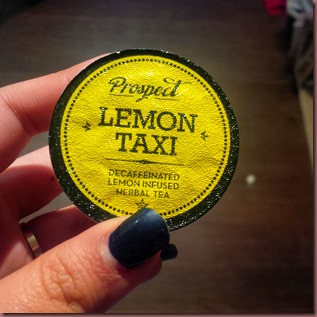 Prospect
LEMON
TAXI
DECAFFEINATED
LEMON INFUSED
HERBAL TEA